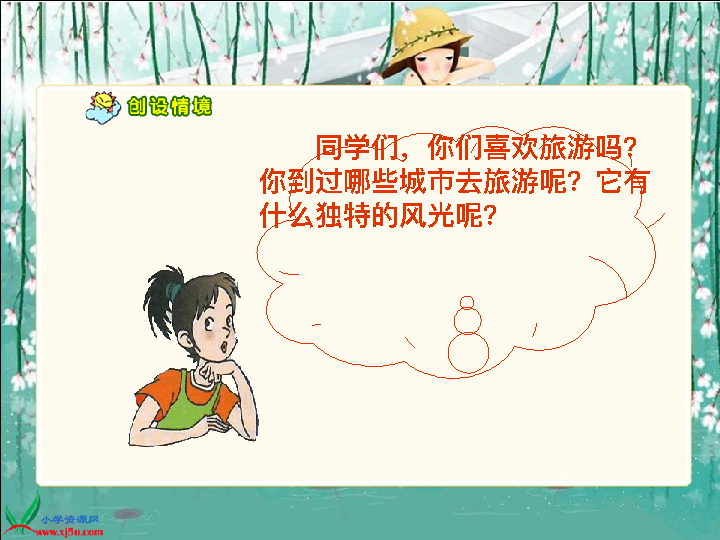 创设情境
同学们，你们喜欢旅游吗？
你到过哪些城市去旅游呢？它有
什么独特的风光呢？
小学资源网
www.xj5u.com